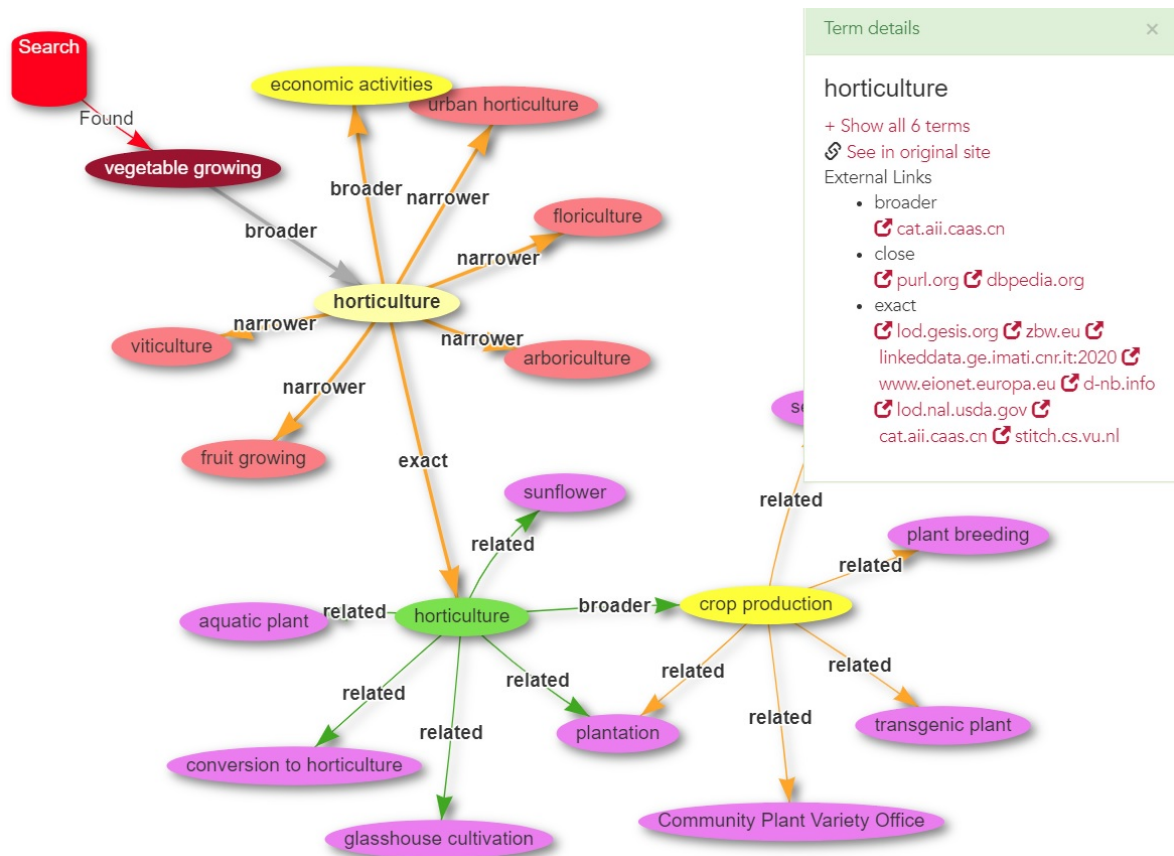 Search
Found
vegetable growing
broader
economic activities
urban horticulture
broader
narrower
floriculture
narrower
horticulture
narrower
viticulture
narrower
arboriculture
narrower
fruit growing
exact
sunflower
related
related
plant breeding
related
aquatic plant
related
horticulture
broader
crop production
related
related
related
related
related
related
plantation
transgenic plant
conversion to horticulture
glasshouse cultivation
Community Plant Variety Office
Term details
×
horticulture
+ Show all 6 terms
See in original site
External Links
• broader
cat.aii.caas.cn
• close
purl.org dbpedia.org
• exact
lod.gesis.org zbw.eu
linkeddata.ge.imati.cnr.it:2020
www.eionet.europa.eu d-nb.info
lod.nal.usda.gov
cat.aii.caas.cn stitch.cs.vu.nl